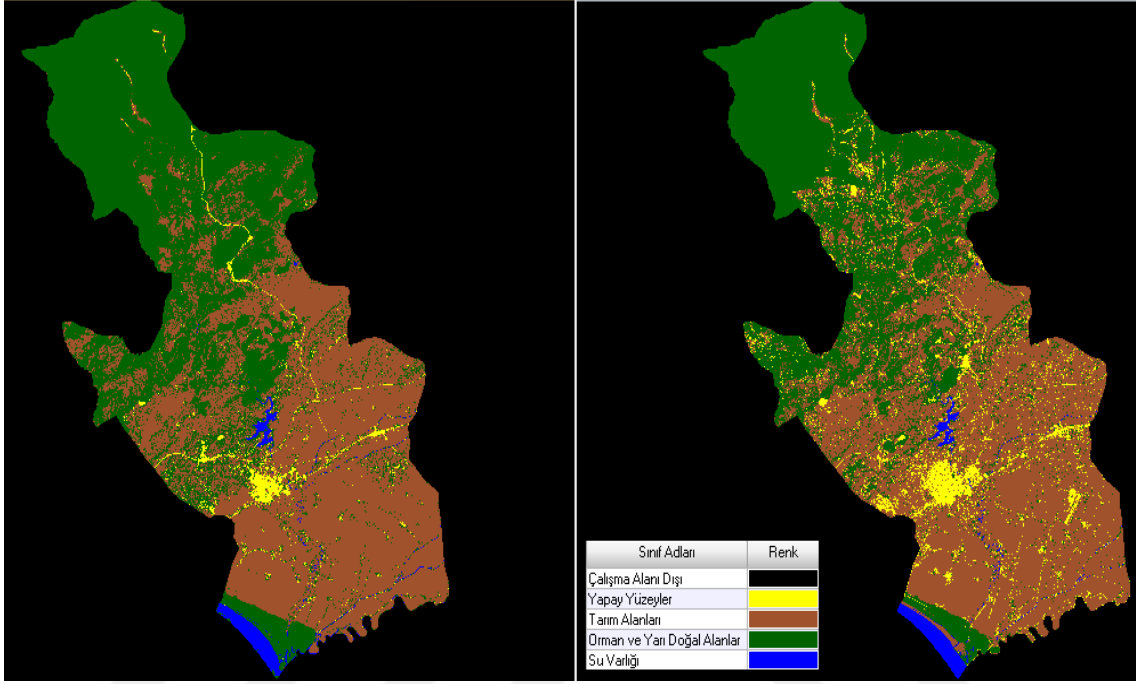 Sınıf Adları Renk
Çalışma Alanı Dışı
Yapay Yüzeyler
Tarım Alanları
Orman ve Yarı Doğal Alanlar
Su Varlığı